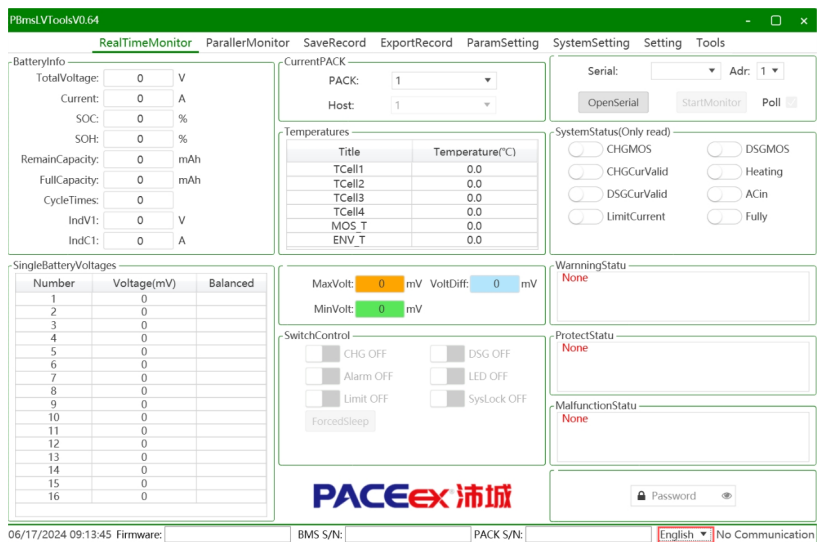 PBmsLVToolsV0.64
RealTimeMonitor ParallerMonitor SaveRecord ExportRecord ParamSetting SystemSetting Setting Tools
BatteryInfo
TotalVoltage: 0 V
Current: 0 A
SOC: 0 %
SOH: 0 %
RemainCapacity: 0 mAh
FullCapacity: 0 mAh
CycleTimes:
IndV1: 0 V
IndC1: 0 A
CurrentPACK
PACK: 1
Host: 1
Serial: Adr: 1
OpenSerial StartMonitor Poll
Temperatures
Title Temperature(℃)
TCell1 0.0
TCell2 0.0
TCell3 0.0
TCell4 0.0
MOS_T 0.0
ENV_T 0.0
SystemStatus(Only read)
CHGMOS DSGMOS
CHGCurValid Heating
DSGCurValid ACin
LimitCurrent Fully
SingleBatteryVoltages
Number Voltage(mV) Balanced
1 0
2 0
3 0
4 0
5 0
6 0
7 0
8 0
9 0
10 0
11 0
12 0
13 0
14 0
15 0
16 0
MaxVolt: 0 mV VoltDiff: 0 mV
MinVolt: 0 mV
SwitchControl
CHG OFF DSG OFF
Alarm OFF LED OFF
Limit OFF SysLock OFF
ForcedSleep
PACEex 沛城
WarnningStatu
None
ProtectStatu
None
MalfunctionStatu
None
Password
06/17/2024 09:13:45 Firmware: BMS S/N: PACK S/N: English No Communication